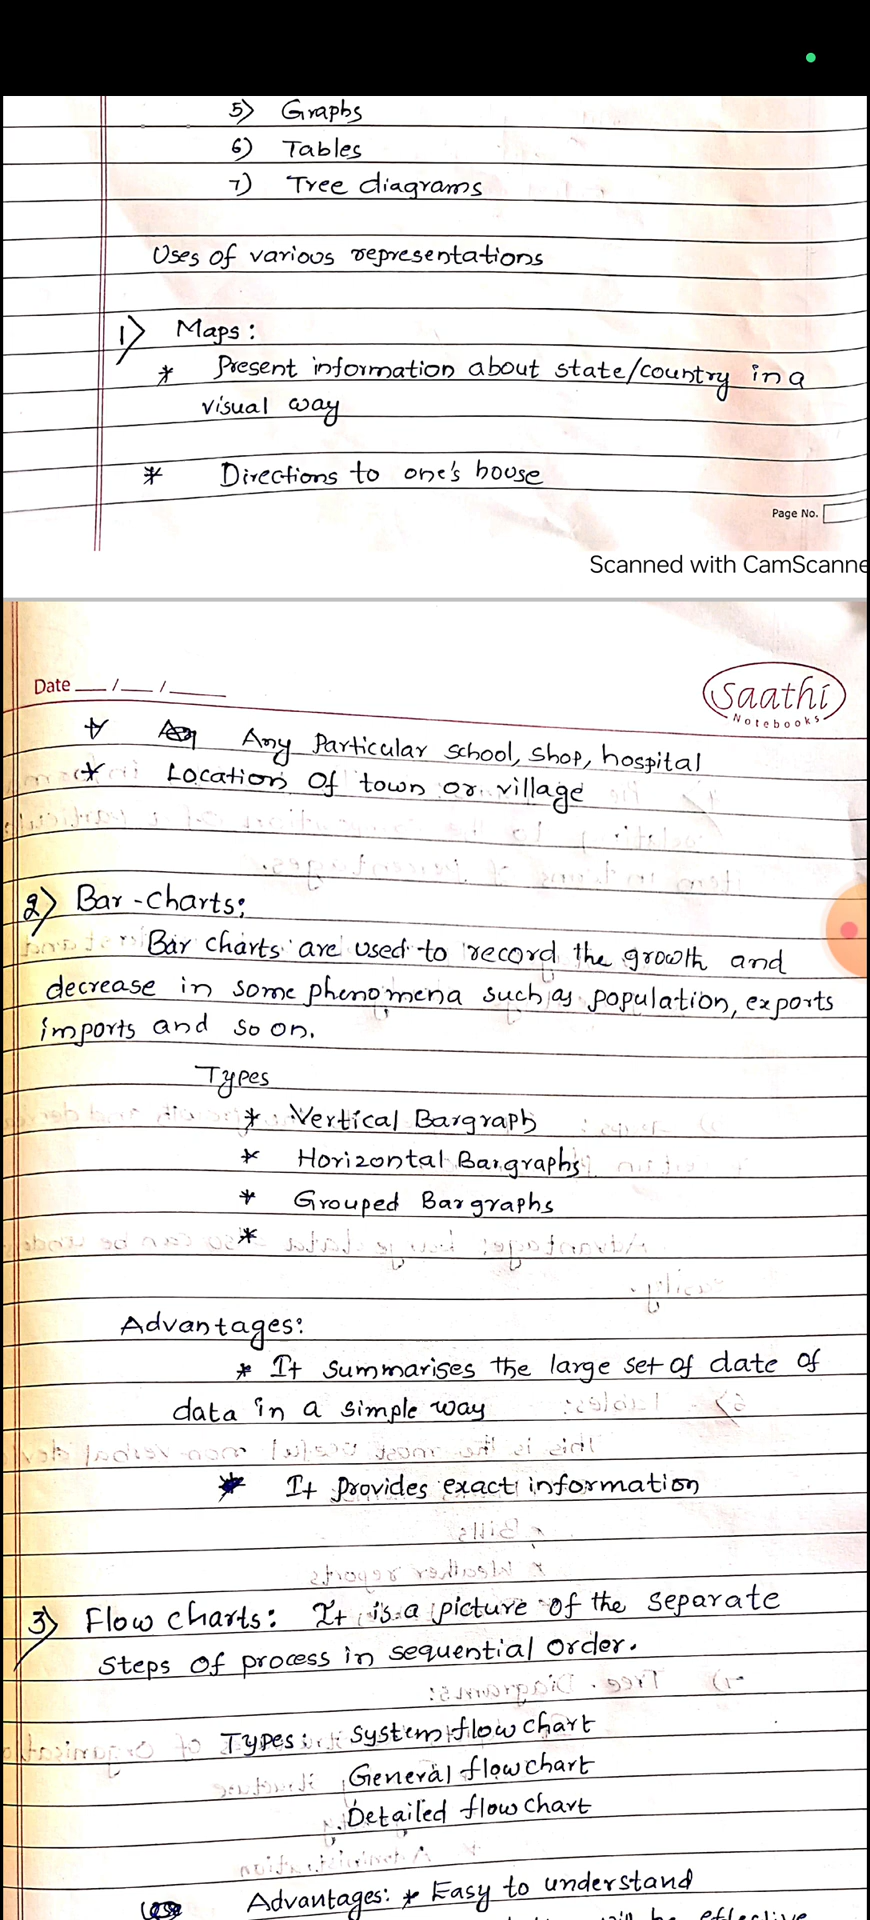 5) Graphs
6) Tables
7) Tree diagrams
Uses of various representations
1) Maps:
* Present information about state/country in a
visual way
* Directions to one's house
Page No.
Scanned with CamScanne
Date __/__/____
Saathi
Notebooks
* Any Particular school, shop, hospital
* Location of town or village
2) Bar-Charts:
Bar charts are used to record the growth and
decrease in some phenomena such as population, exports
imports and so on.
Types
* Vertical Bargraph
* Horizontal Bargraphs
* Grouped Bargraphs
*
Advantages:
* It summarises the large set of date of
data in a simple way
* It provides exact information
3) Flow charts: It is a picture of the separate
steps of process in sequential order.
Types: System flow chart
General flow chart
Detailed flow chart
Advantages: * Easy to understand
be effective